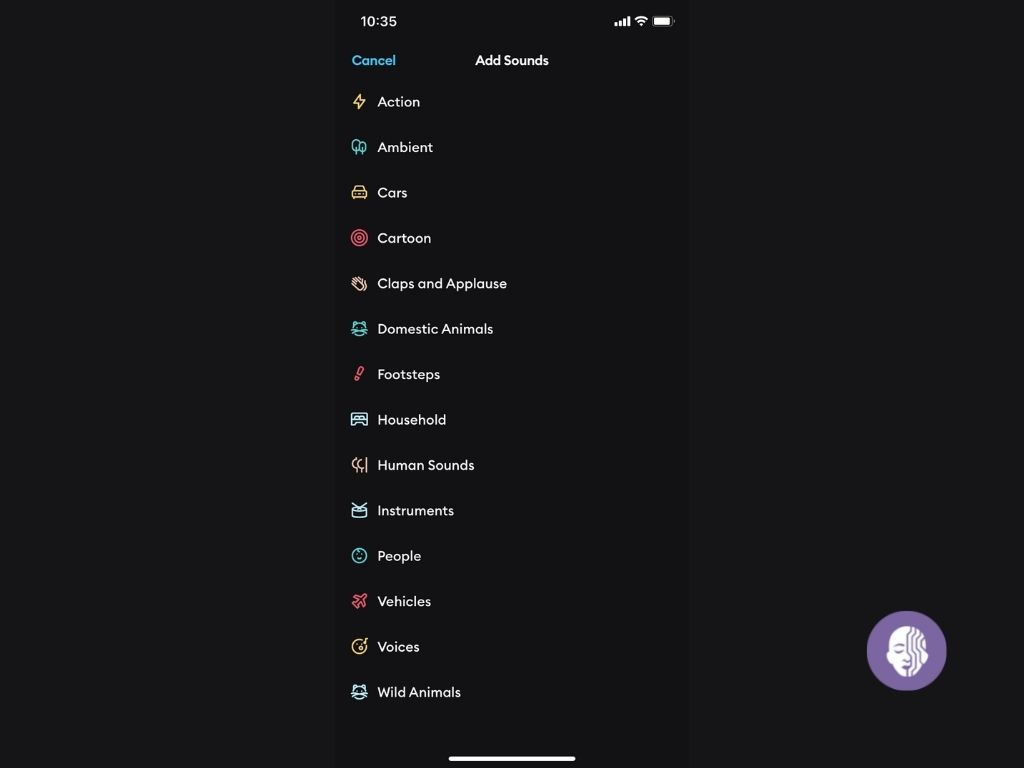 10:35
Cancel
Add Sounds
Action
Ambient
Cars
Cartoon
Claps and Applause
Domestic Animals
Footsteps
Household
Human Sounds
Instruments
People
Vehicles
Voices
Wild Animals